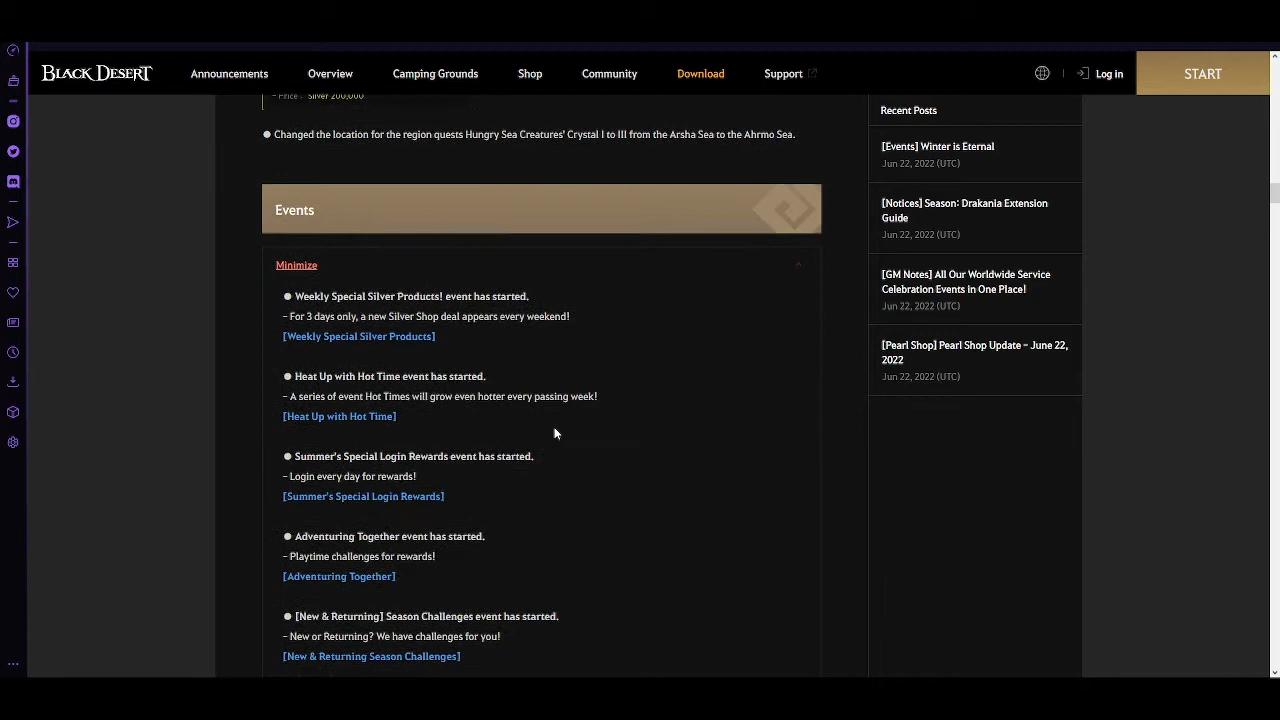 BLACK DESERT
Announcements
Overview
Camping Grounds
Shop
Community
Download
Support
Log in
START
- Price : Silver 200,000
● Changed the location for the region quests Hungry Sea Creatures' Crystal I to III from the Arsha Sea to the Ahrmo Sea.
Events
Minimize
● Weekly Special Silver Products! event has started.
- For 3 days only, a new Silver Shop deal appears every weekend!
[Weekly Special Silver Products]
● Heat Up with Hot Time event has started.
- A series of event Hot Times will grow even hotter every passing week!
[Heat Up with Hot Time]
● Summer's Special Login Rewards event has started.
- Login every day for rewards!
[Summer's Special Login Rewards]
● Adventuring Together event has started.
- Playtime challenges for rewards!
[Adventuring Together]
● [New & Returning] Season Challenges event has started.
- New or Returning? We have challenges for you!
[New & Returning Season Challenges]
Recent Posts
[Events] Winter is Eternal
Jun 22, 2022 (UTC)
[Notices] Season: Drakania Extension
Guide
Jun 22, 2022 (UTC)
[GM Notes] All Our Worldwide Service
Celebration Events in One Place!
Jun 22, 2022 (UTC)
[Pearl Shop] Pearl Shop Update - June 22,
2022
Jun 22, 2022 (UTC)